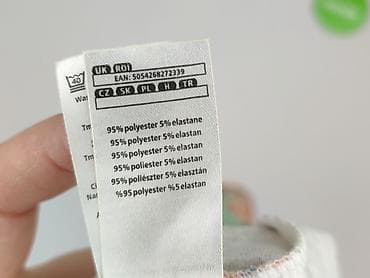 UK ROI
EAN: 5054268272339
CZ SK PL H TR
95% polyester 5% elastane
95% polyester 5% elastan
95% polyester 5% elastan
95% poliester 5% elastan
95% poliészter 5% elasztán
%95 polyester %5 elastan
40